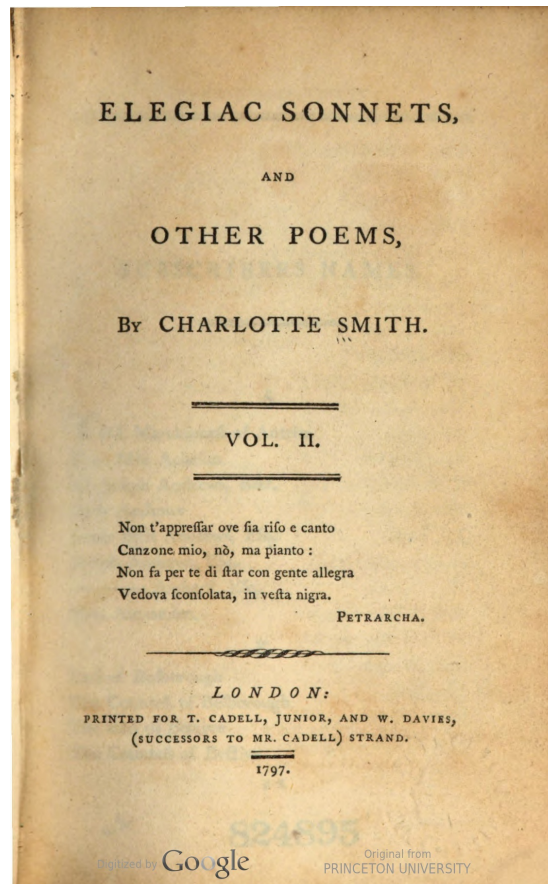 ELEGIAC SONNETS,
AND
OTHER POEMS,
By CHARLOTTE SMITH.
VOL. II.
Non t'appreſſar ove ſia riſo e canto
Canzone mio, nò, ma pianto :
Non fa per te di ſtar con gente allegra
Vedova ſconſolata, in veſta nigra.
PETRARCHA.
LONDON:
PRINTED FOR T. CADELL, JUNIOR, AND W. DAVIES,
(SUCCESSORS TO MR. CADELL) STRAND.
1797.
Digitized by Google
Original from
PRINCETON UNIVERSITY